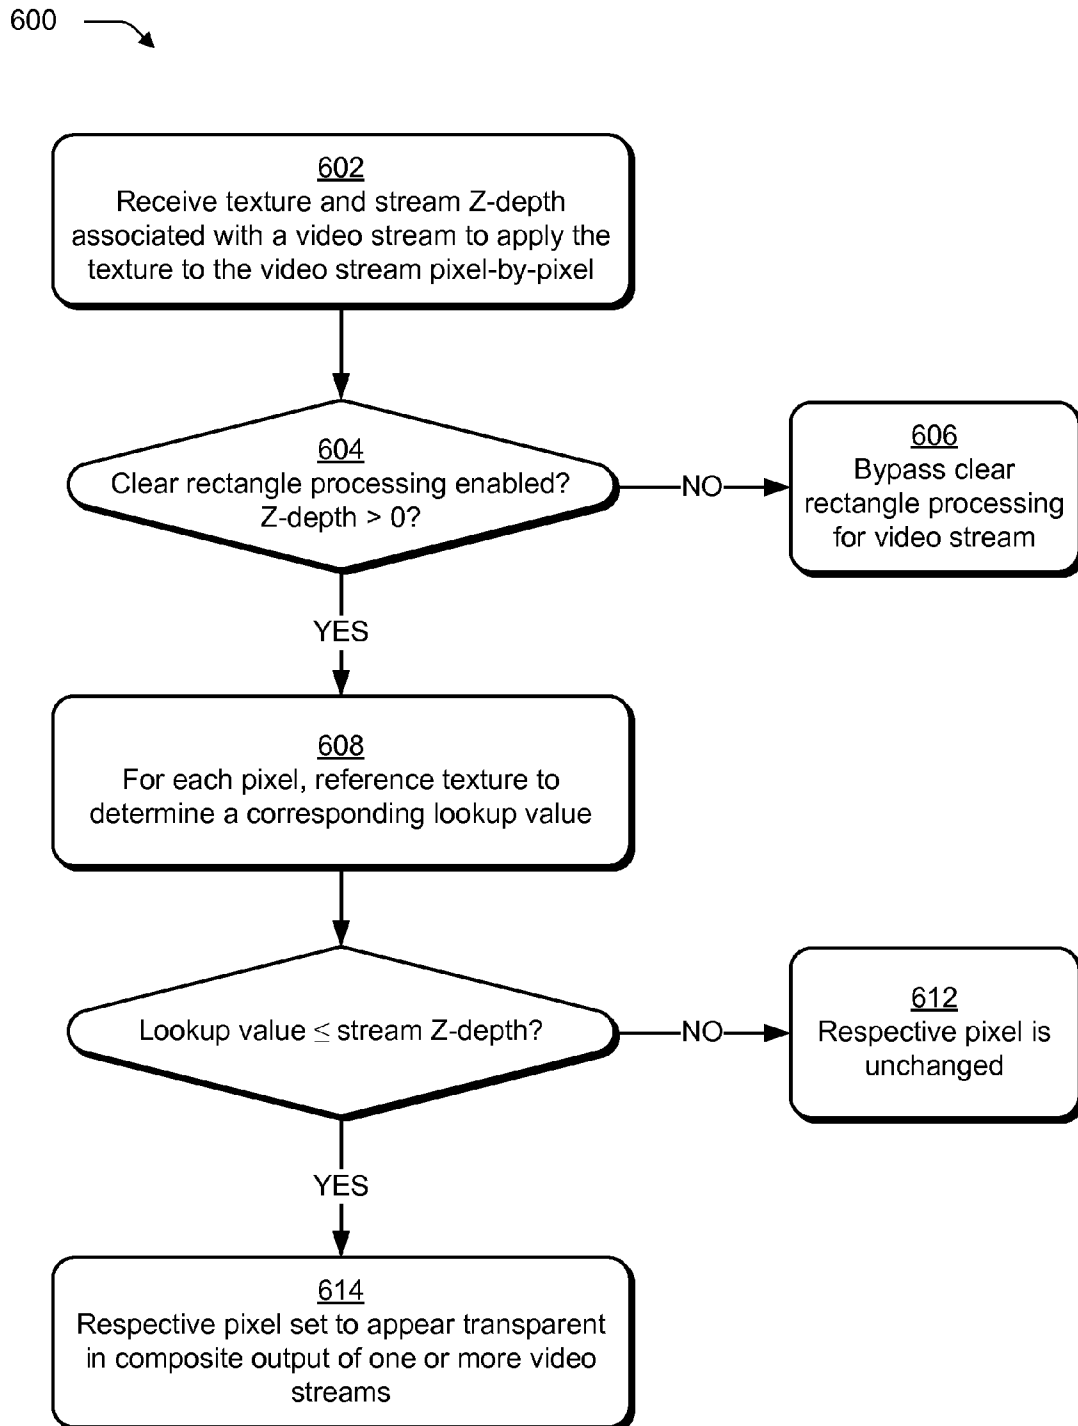 600
602
Receive texture and stream Z-depth
associated with a video stream to apply the
texture to the video stream pixel-by-pixel
604
Clear rectangle processing enabled?
Z-depth > 0?
NO
606
Bypass clear
rectangle processing
for video stream
YES
608
For each pixel, reference texture to
determine a corresponding lookup value
Lookup value ≤ stream Z-depth?
NO
612
Respective pixel is
unchanged
YES
614
Respective pixel set to appear transparent
in composite output of one or more video
streams